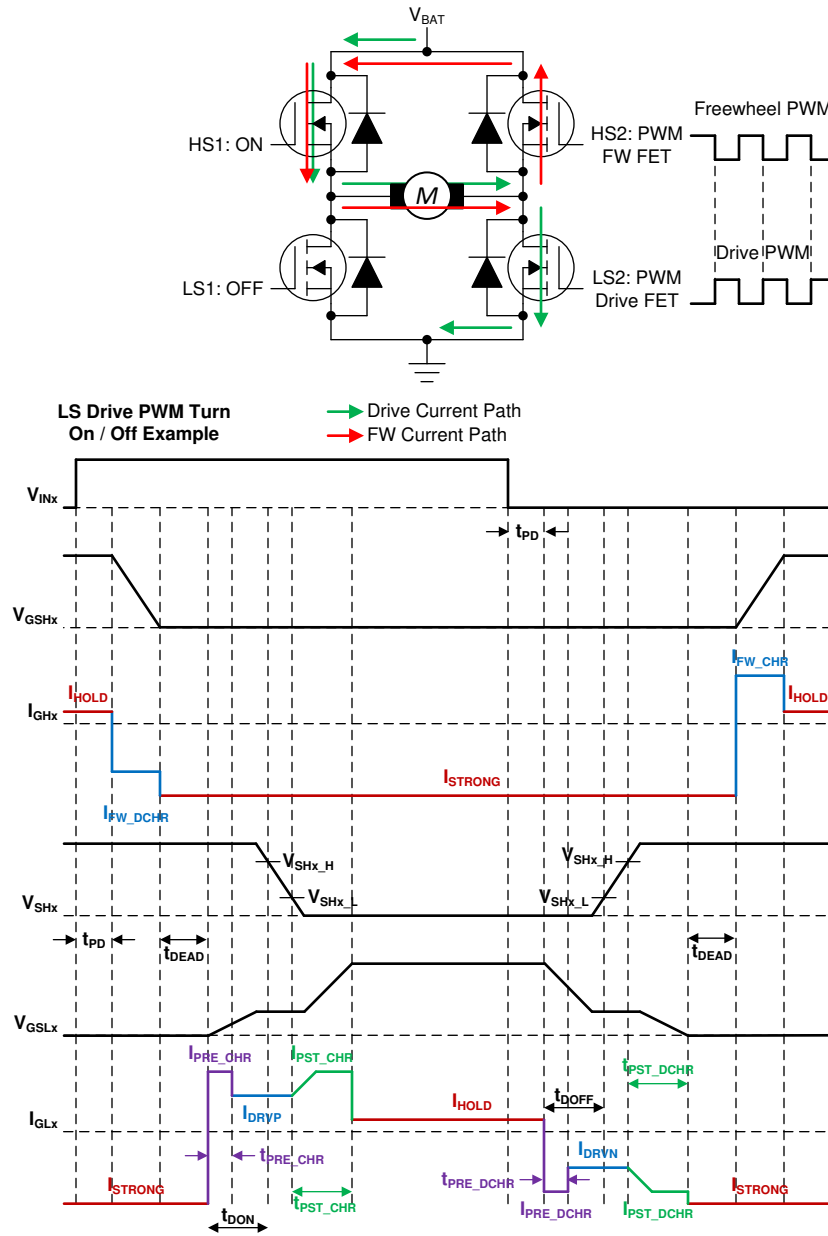 VBAT
Freewheel PWM
HS1: ON
HS2: PWM
FW FET
M
Drive PWM
LS1: OFF
LS2: PWM
Drive FET
LS Drive PWM Turn
On / Off Example
Drive Current Path
FW Current Path
VINx
tPD
VGSHx
IFW_CHR
IHOLD
IHOLD
IGHx
ISTRONG
IFW_DCHR
VSHx_H
VSHx_H
VSHx_L
VSHx_L
VSHx
tPD
tDEAD
tDEAD
VGSLx
IPRE_CHR
IPST_CHR
tPST_DCHR
IHOLD
tDOFF
IDRVP
IGLx
IDRVN
tPRE_CHR
tPRE_DCHR
ISTRONG
ISTRONG
tPST_CHR
IPRE_DCHR
IPST_DCHR
tDON